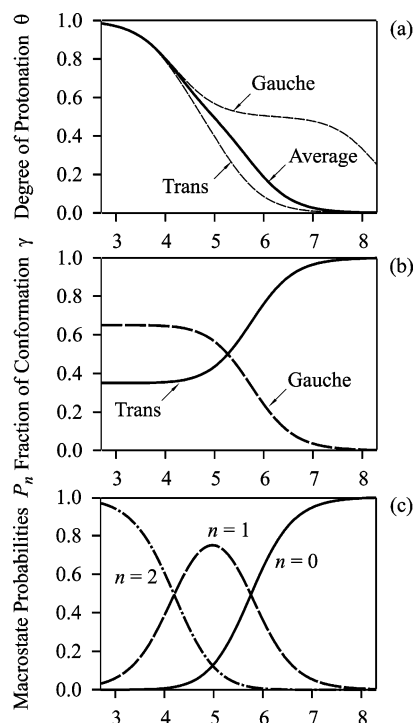 Degree of Protonation θ
(a)
1.0
0.8
0.6
0.4
0.2
0.0
Gauche
Average
Trans
3 4 5 6 7 8
Fraction of Conformation γ
(b)
1.0
0.8
0.6
0.4
0.2
0.0
Trans
Gauche
3 4 5 6 7 8
Macrostate Probabilities Pn
(c)
1.0
0.8
0.6
0.4
0.2
0.0
n = 1
n = 0
n = 2
3 4 5 6 7 8